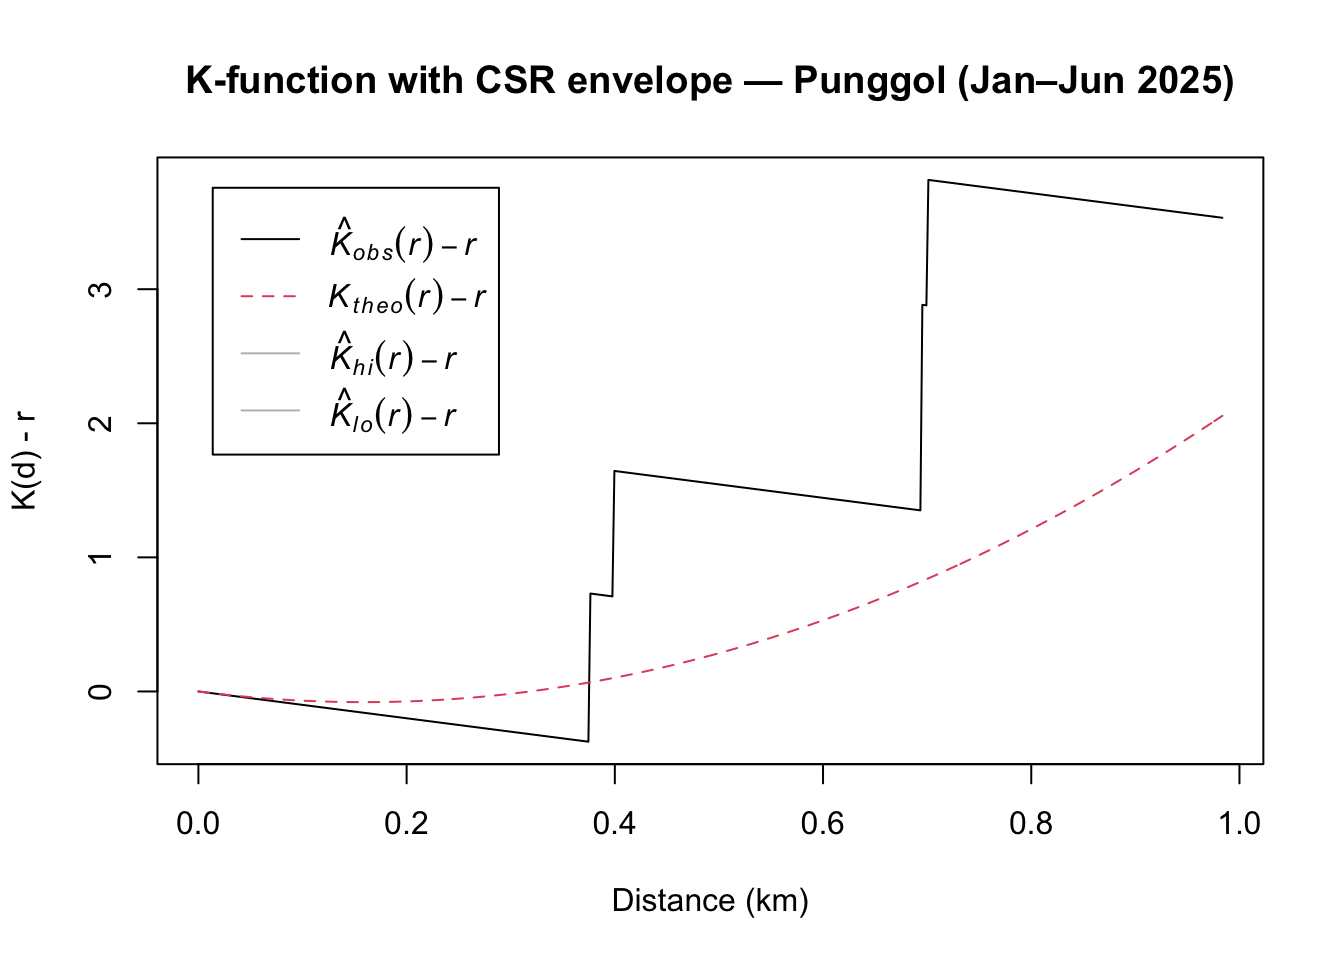 K-function with CSR envelope — Punggol (Jan–Jun 2025)
K̂obs(r) – r
Ktheo(r) – r
K̂hi(r) – r
K̂lo(r) – r
K(d) - r
3
2
1
0
0.0 0.2 0.4 0.6 0.8 1.0
Distance (km)